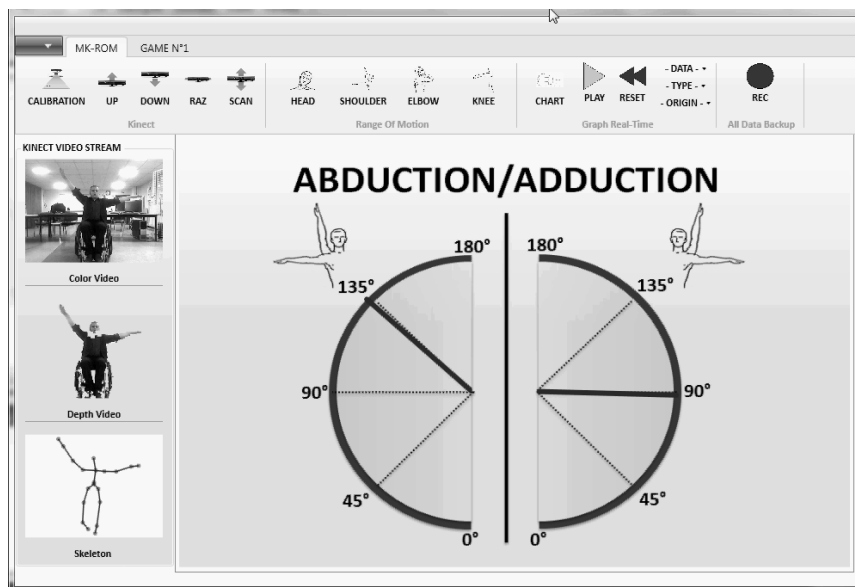 MK-ROM GAME N°1
- DATA - 
- TYPE - 
- ORIGIN - 
CALIBRATION UP DOWN RAZ SCAN HEAD SHOULDER ELBOW KNEE CHART PLAY RESET REC
Kinect Range Of Motion Graph Real-Time All Data Backup
KINECT VIDEO STREAM
Color Video
Depth Video
Skeleton
ABDUCTION/ADDUCTION
180° 180°
135° 135°
90° 90°
45° 45°
0° 0°